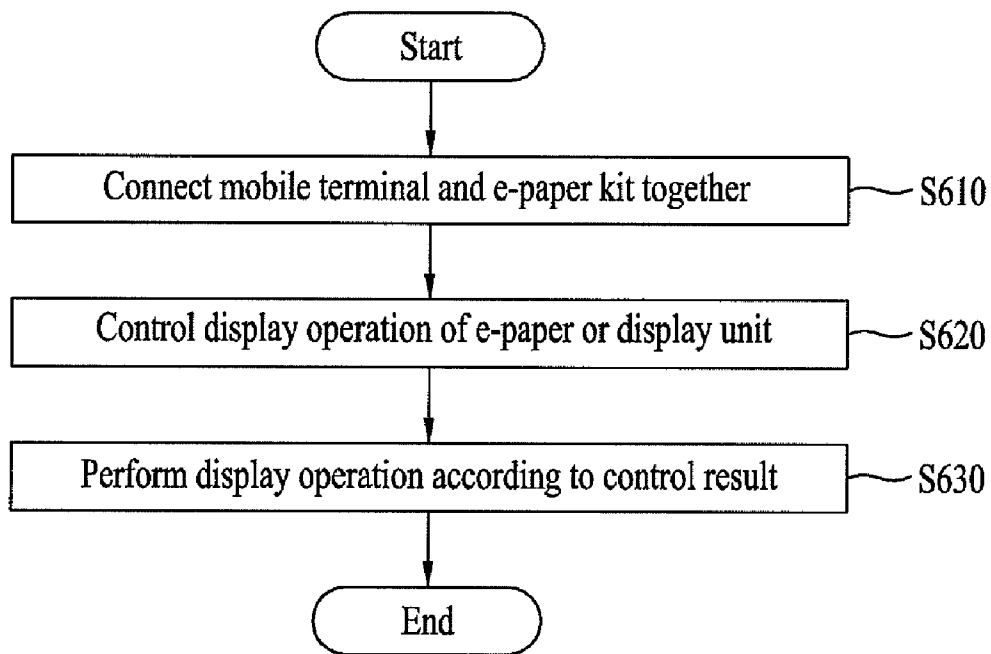 Start
Connect mobile terminal and e-paper kit together
S610
Control display operation of e-paper or display unit
S620
Perform display operation according to control result
S630
End